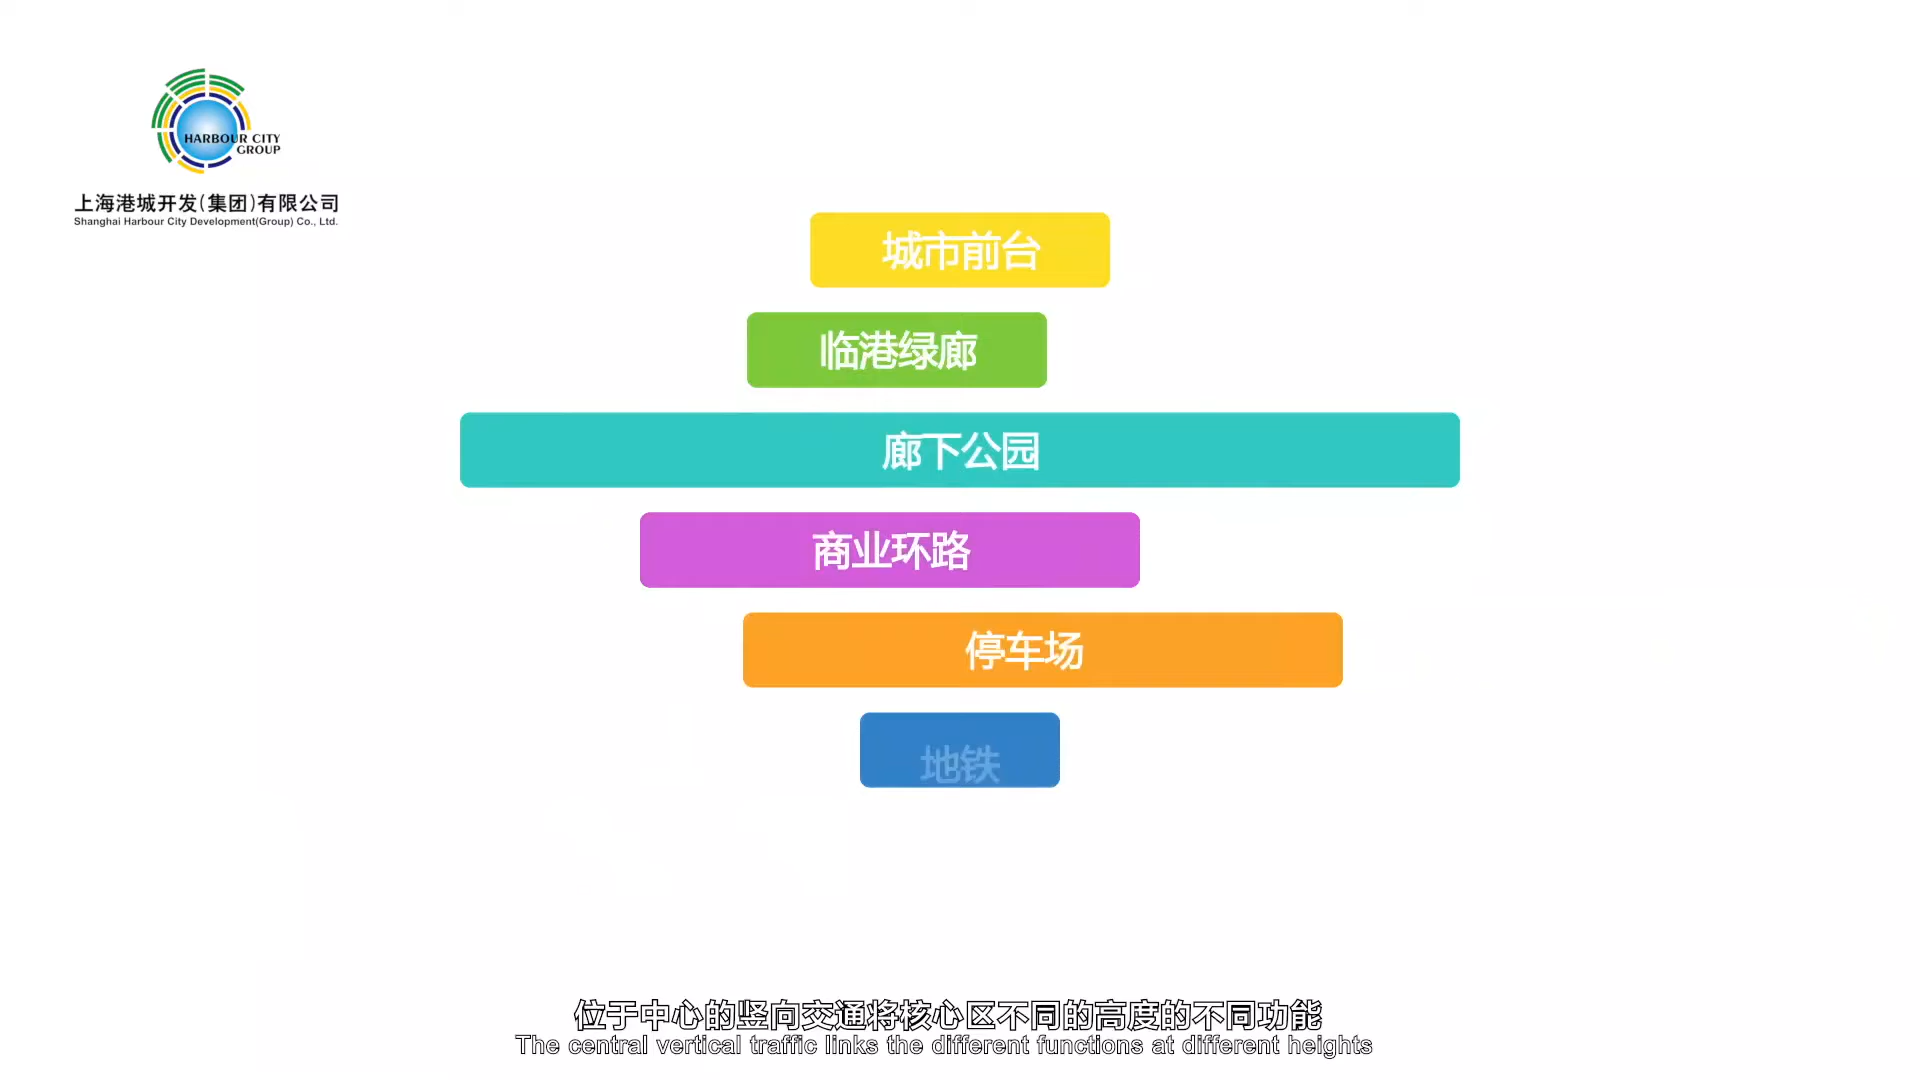 HARBOUR CITY
GROUP
上海港城开发(集团)有限公司
Shanghai Harbour City Development(Group) Co., Ltd.
城市前台
临港绿廊
廊下公园
商业环路
停车场
地铁
位于中心的竖向交通将核心区不同的高度的不同功能
The central vertical traffic links the different functions at different heights